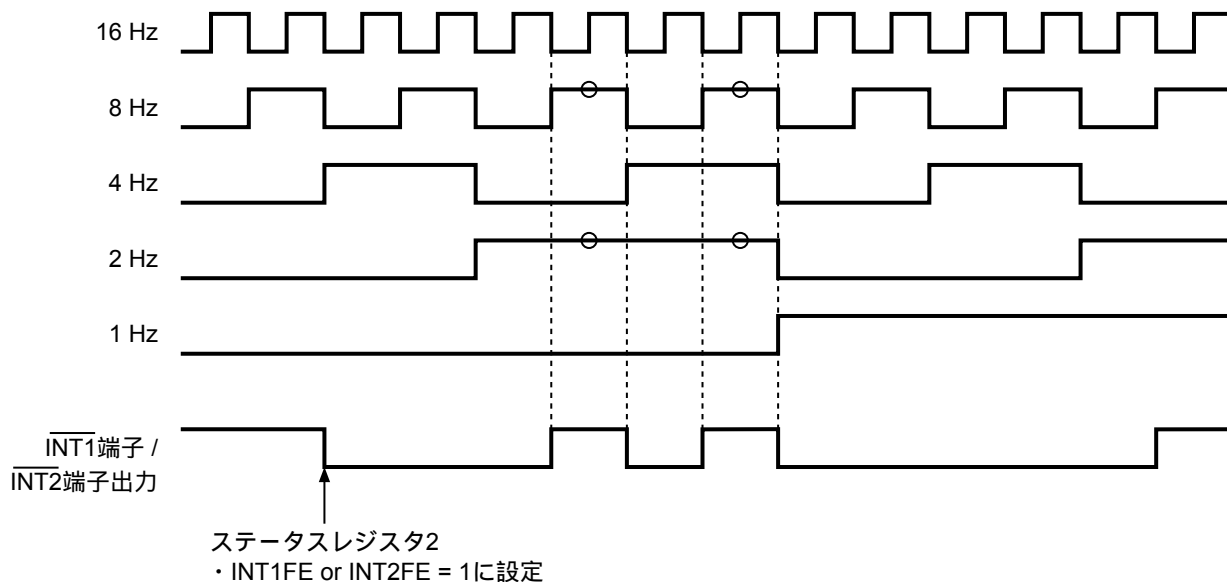 16 Hz
8 Hz
4 Hz
2 Hz
1 Hz
INT1端子 /
INT2端子出力
ステータスレジスタ2
・INT1FE or INT2FE = 1に設定